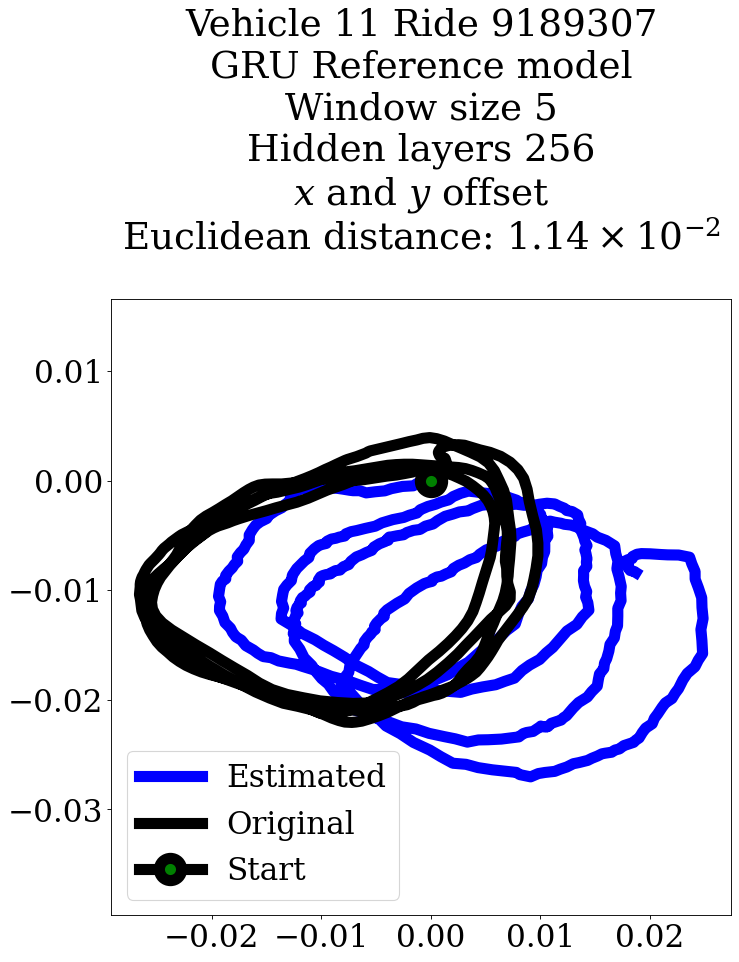 Vehicle 11 Ride 9189307
GRU Reference model
Window size 5
Hidden layers 256
x and y offset
Euclidean distance: 1.14 × 10⁻²
0.01
0.00
−0.01
−0.02
−0.03
Estimated
Original
Start
−0.02 −0.01 0.00 0.01 0.02